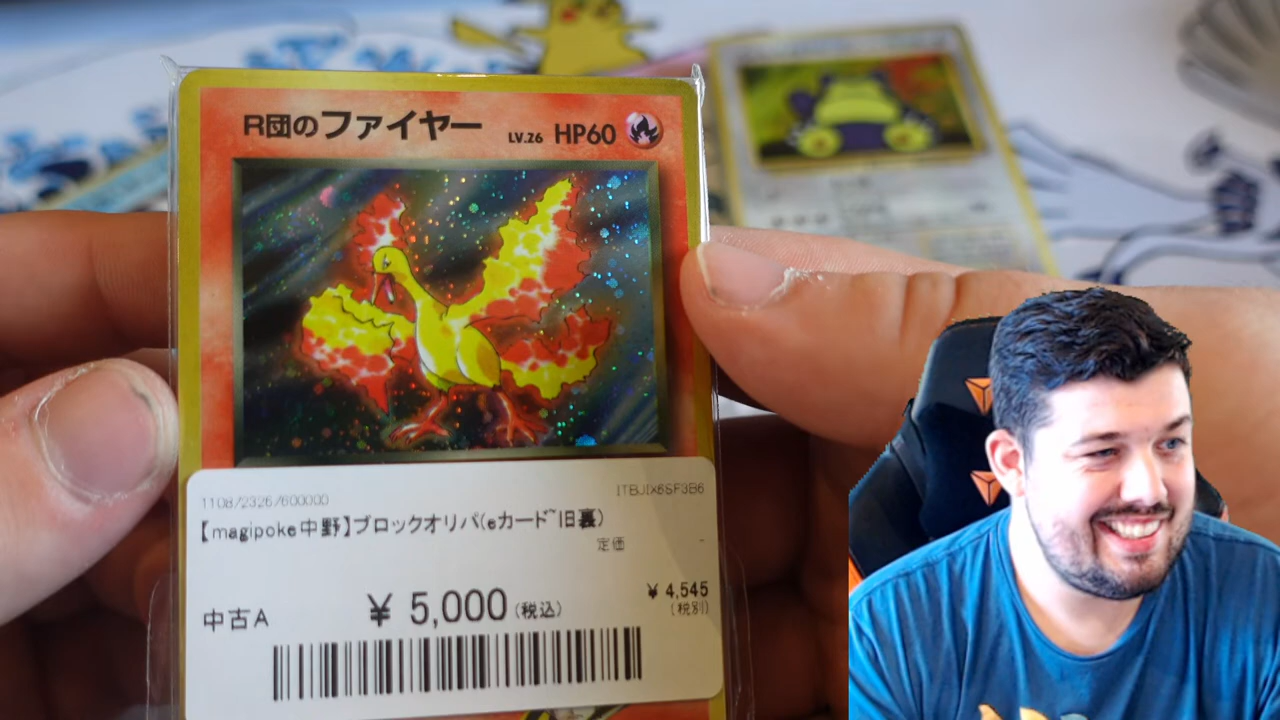 R団のファイヤー LV.26 HP60
1108/2326/600000 1TBJIX6SF3B6
【magipoke中野】ブロックオリパ(eカード~旧裏)
定価 -
中古A ¥ 5,000(税込) ¥ 4,545
(税別)